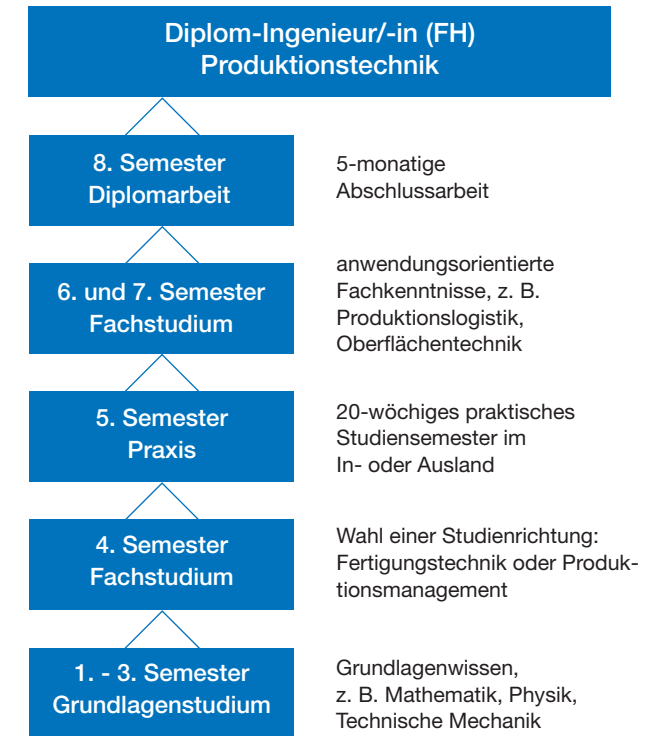 Diplom-Ingenieur/-in (FH)
Produktionstechnik
8. Semester
Diplomarbeit
5-monatige
Abschlussarbeit
6. und 7. Semester
Fachstudium
anwendungsorientierte
Fachkenntnisse, z. B.
Produktionslogistik,
Oberflächentechnik
5. Semester
Praxis
20-wöchiges praktisches
Studiensemester im
In- oder Ausland
4. Semester
Fachstudium
Wahl einer Studienrichtung:
Fertigungstechnik oder Produk-
tionsmanagement
1. - 3. Semester
Grundlagenstudium
Grundlagenwissen,
z. B. Mathematik, Physik,
Technische Mechanik